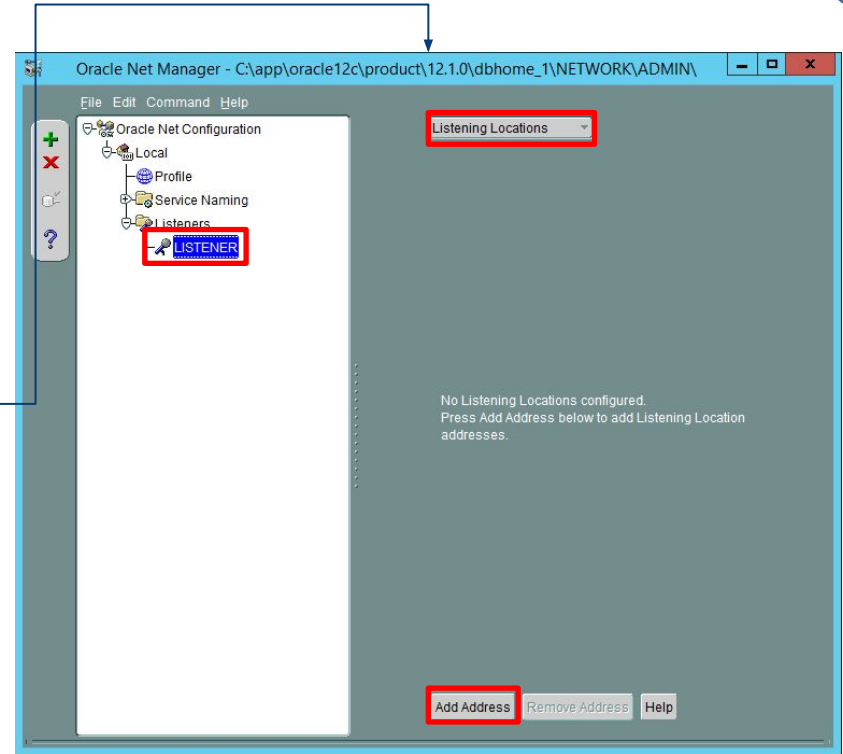 Oracle Net Manager - C:\app\oracle12c\product\12.1.0\dbhome_1\NETWORK\ADMIN\
File Edit Command Help
Oracle Net Configuration
Local
Profile
Service Naming
Listeners
LISTENER
Listening Locations
No Listening Locations configured.
Press Add Address below to add Listening Location
addresses.
Add Address Remove Address Help